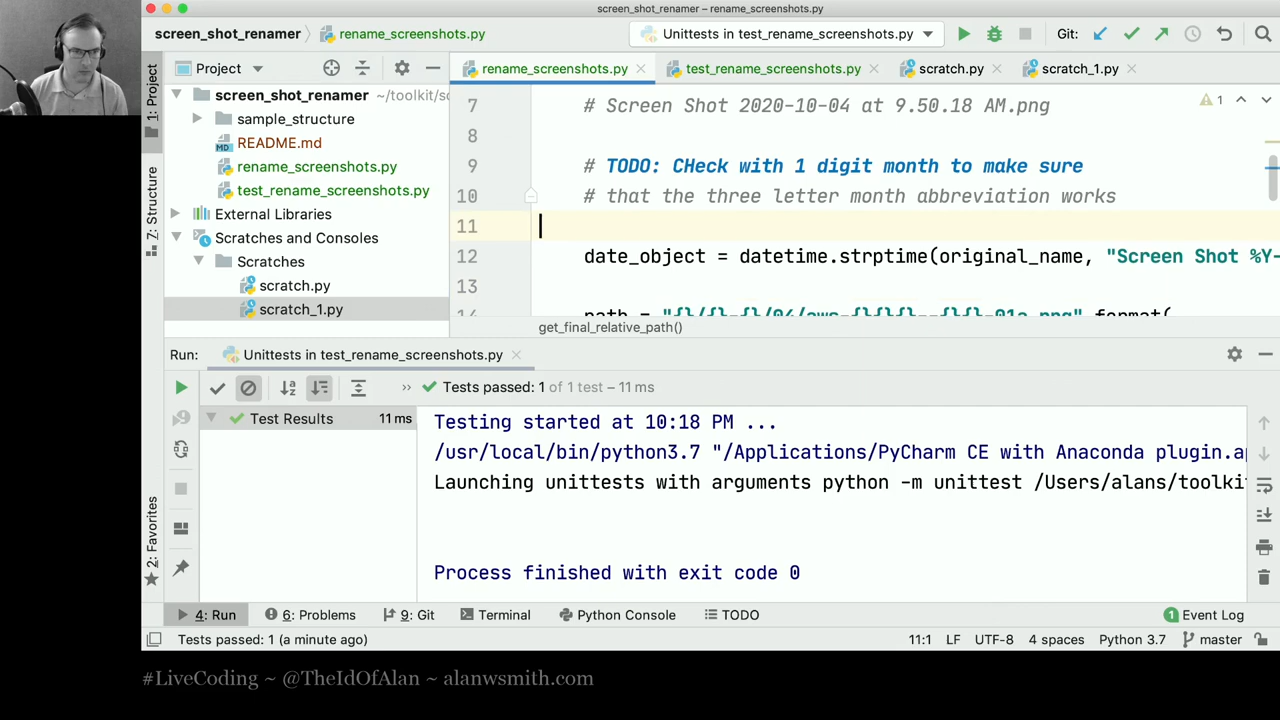 screen_shot_renamer – rename_screenshots.py
screen_shot_renamer
rename_screenshots.py
Unittests in test_rename_screenshots.py
Git:
1: Project
Z: Structure
2: Favorites
Project
screen_shot_renamer
sample_structure
README.md
rename_screenshots.py
test_rename_screenshots.py
External Libraries
Scratches and Consoles
Scratches
scratch.py
scratch_1.py
rename_screenshots.py
test_rename_screenshots.py
scratch.py
scratch_1.py
1
7 # Screen Shot 2020-10-04 at 9.50.18 AM.png
8
9 # TODO: CHeck with 1 digit month to make sure
10 # that the three letter month abbreviation works
11
12 date_object = datetime.strptime(original_name, "Screen Shot %Y-
13
get_final_relative_path()
Run:
Unittests in test_rename_screenshots.py
Tests passed: 1 of 1 test – 11 ms
Test Results 11 ms
Testing started at 10:18 PM ...
/usr/local/bin/python3.7 "/Applications/PyCharm CE with Anaconda plugin.ap
Launching unittests with arguments python -m unittest /Users/alans/toolki
Process finished with exit code 0
4: Run
6: Problems
9: Git
Terminal
Python Console
TODO
1 Event Log
Tests passed: 1 (a minute ago)
11:1
LF
UTF-8
4 spaces
Python 3.7
master
#LiveCoding ~ @TheIdOfAlan ~ alanwsmith.com